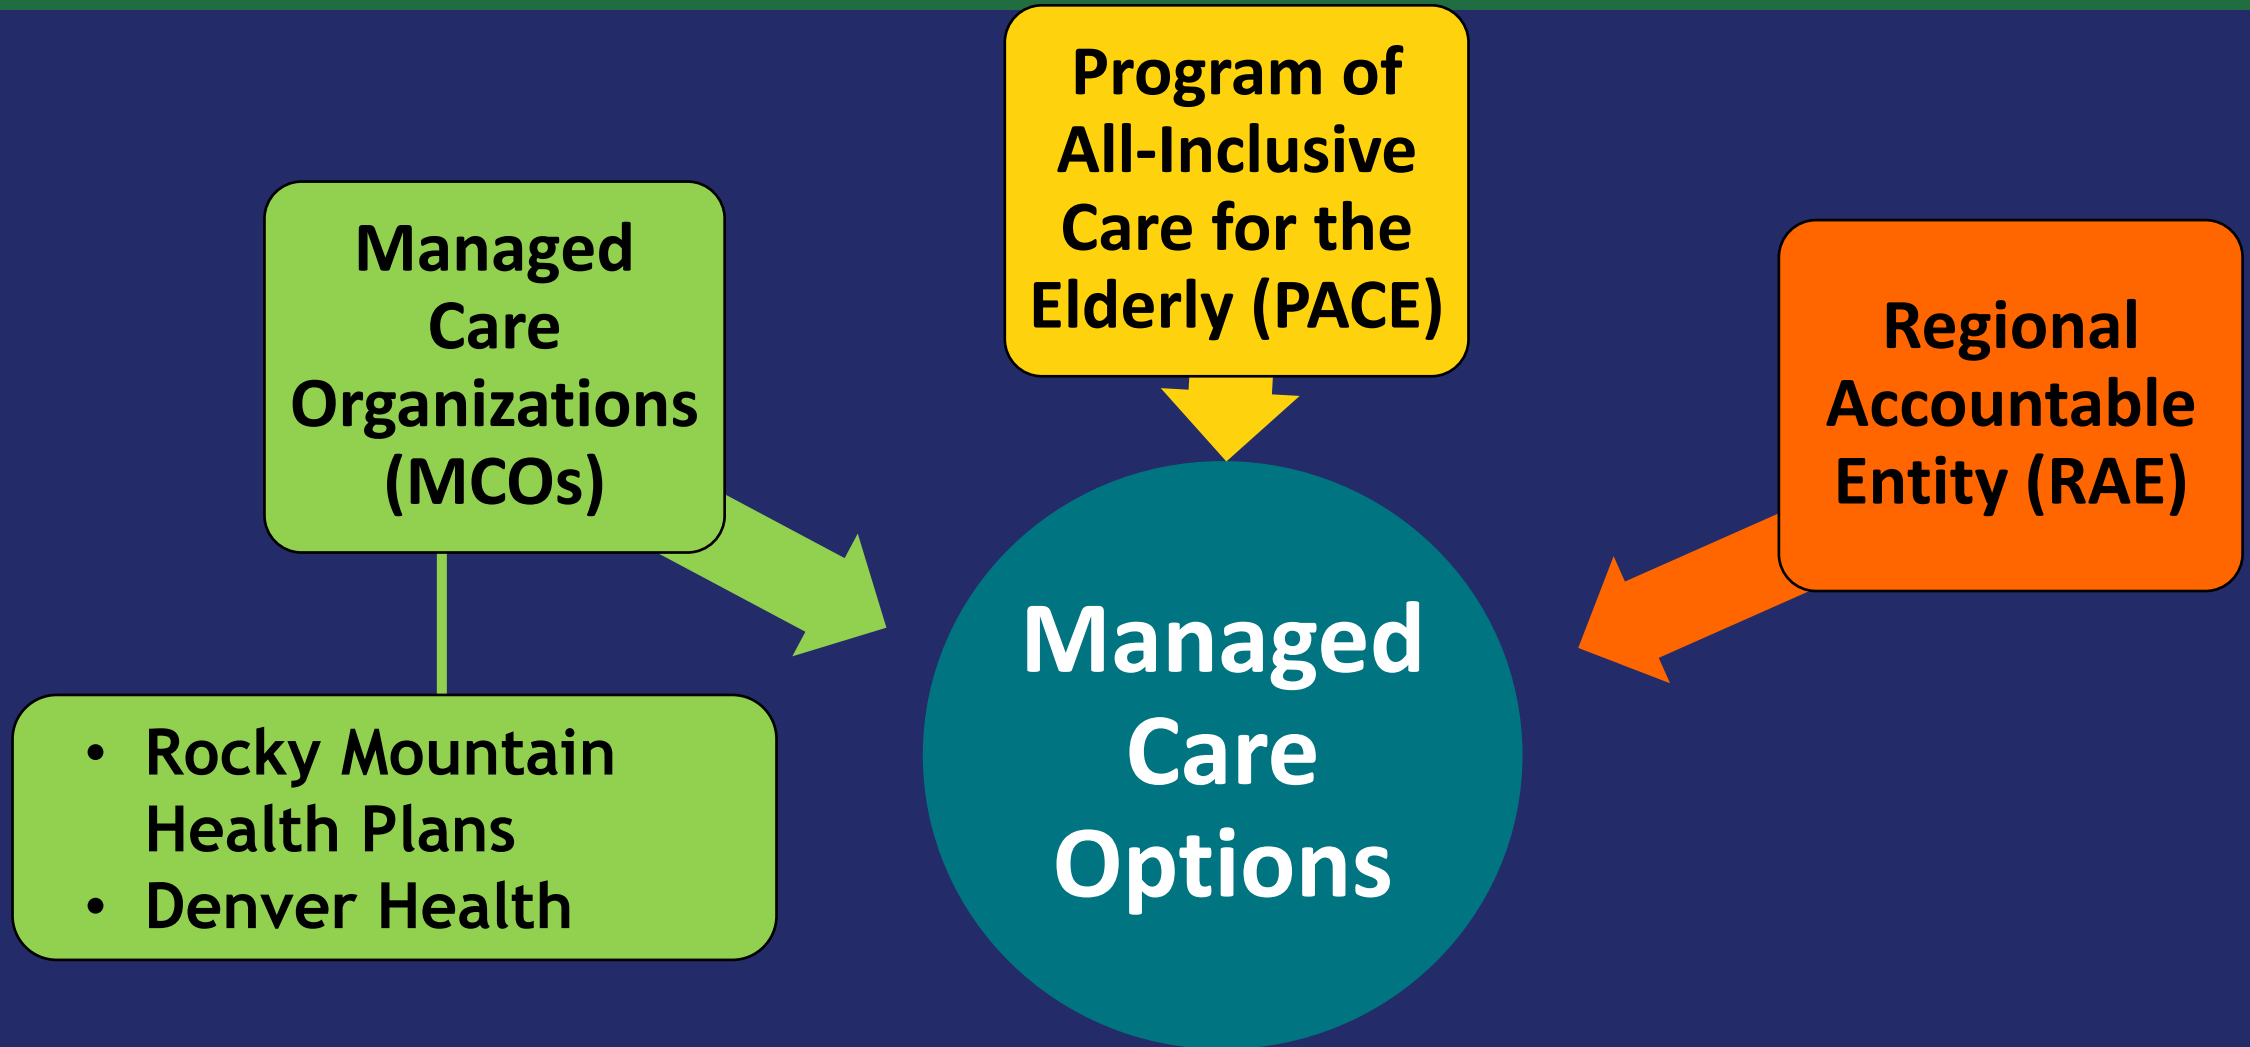 Program of
All-Inclusive
Care for the
Elderly (PACE)
Managed
Care
Organizations
(MCOs)
Regional
Accountable
Entity (RAE)
• Rocky Mountain
Health Plans
• Denver Health
Managed
Care
Options